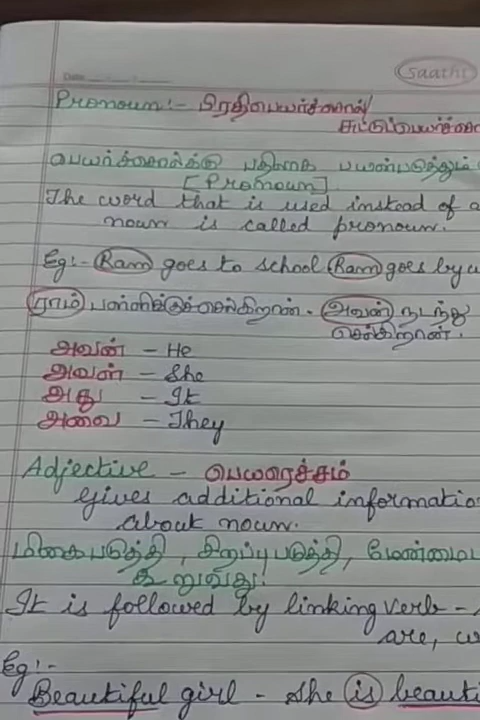 Saathi
Date
Pronoun :- பிரதிபெயர்ச்சொல்/
சுட்டுப்பெயர்ச்சொல்
பெயர்ச்சொல்லுக்கு பதிலாக பயன்படுத்தும்
[Pronoun]
The word that is used instead of a
noun is called pronoun.
Eg:- Ram goes to school Ram goes by
ராம் பள்ளிக்குச்செல்கிறான். அவன் நடந்து
செல்கிறான்.
அவன் - He
அவள் - She
அது - It
அவை - They
Adjective - பெயரெச்சம்
Gives additional informatio
about noun.
மிகைபடுத்தி, சிறப்புபடுத்தி, மேன்மைப
கூறுவது.
It is followed by linking verb -
are, w
Eg:-
Beautiful girl - She is beauti